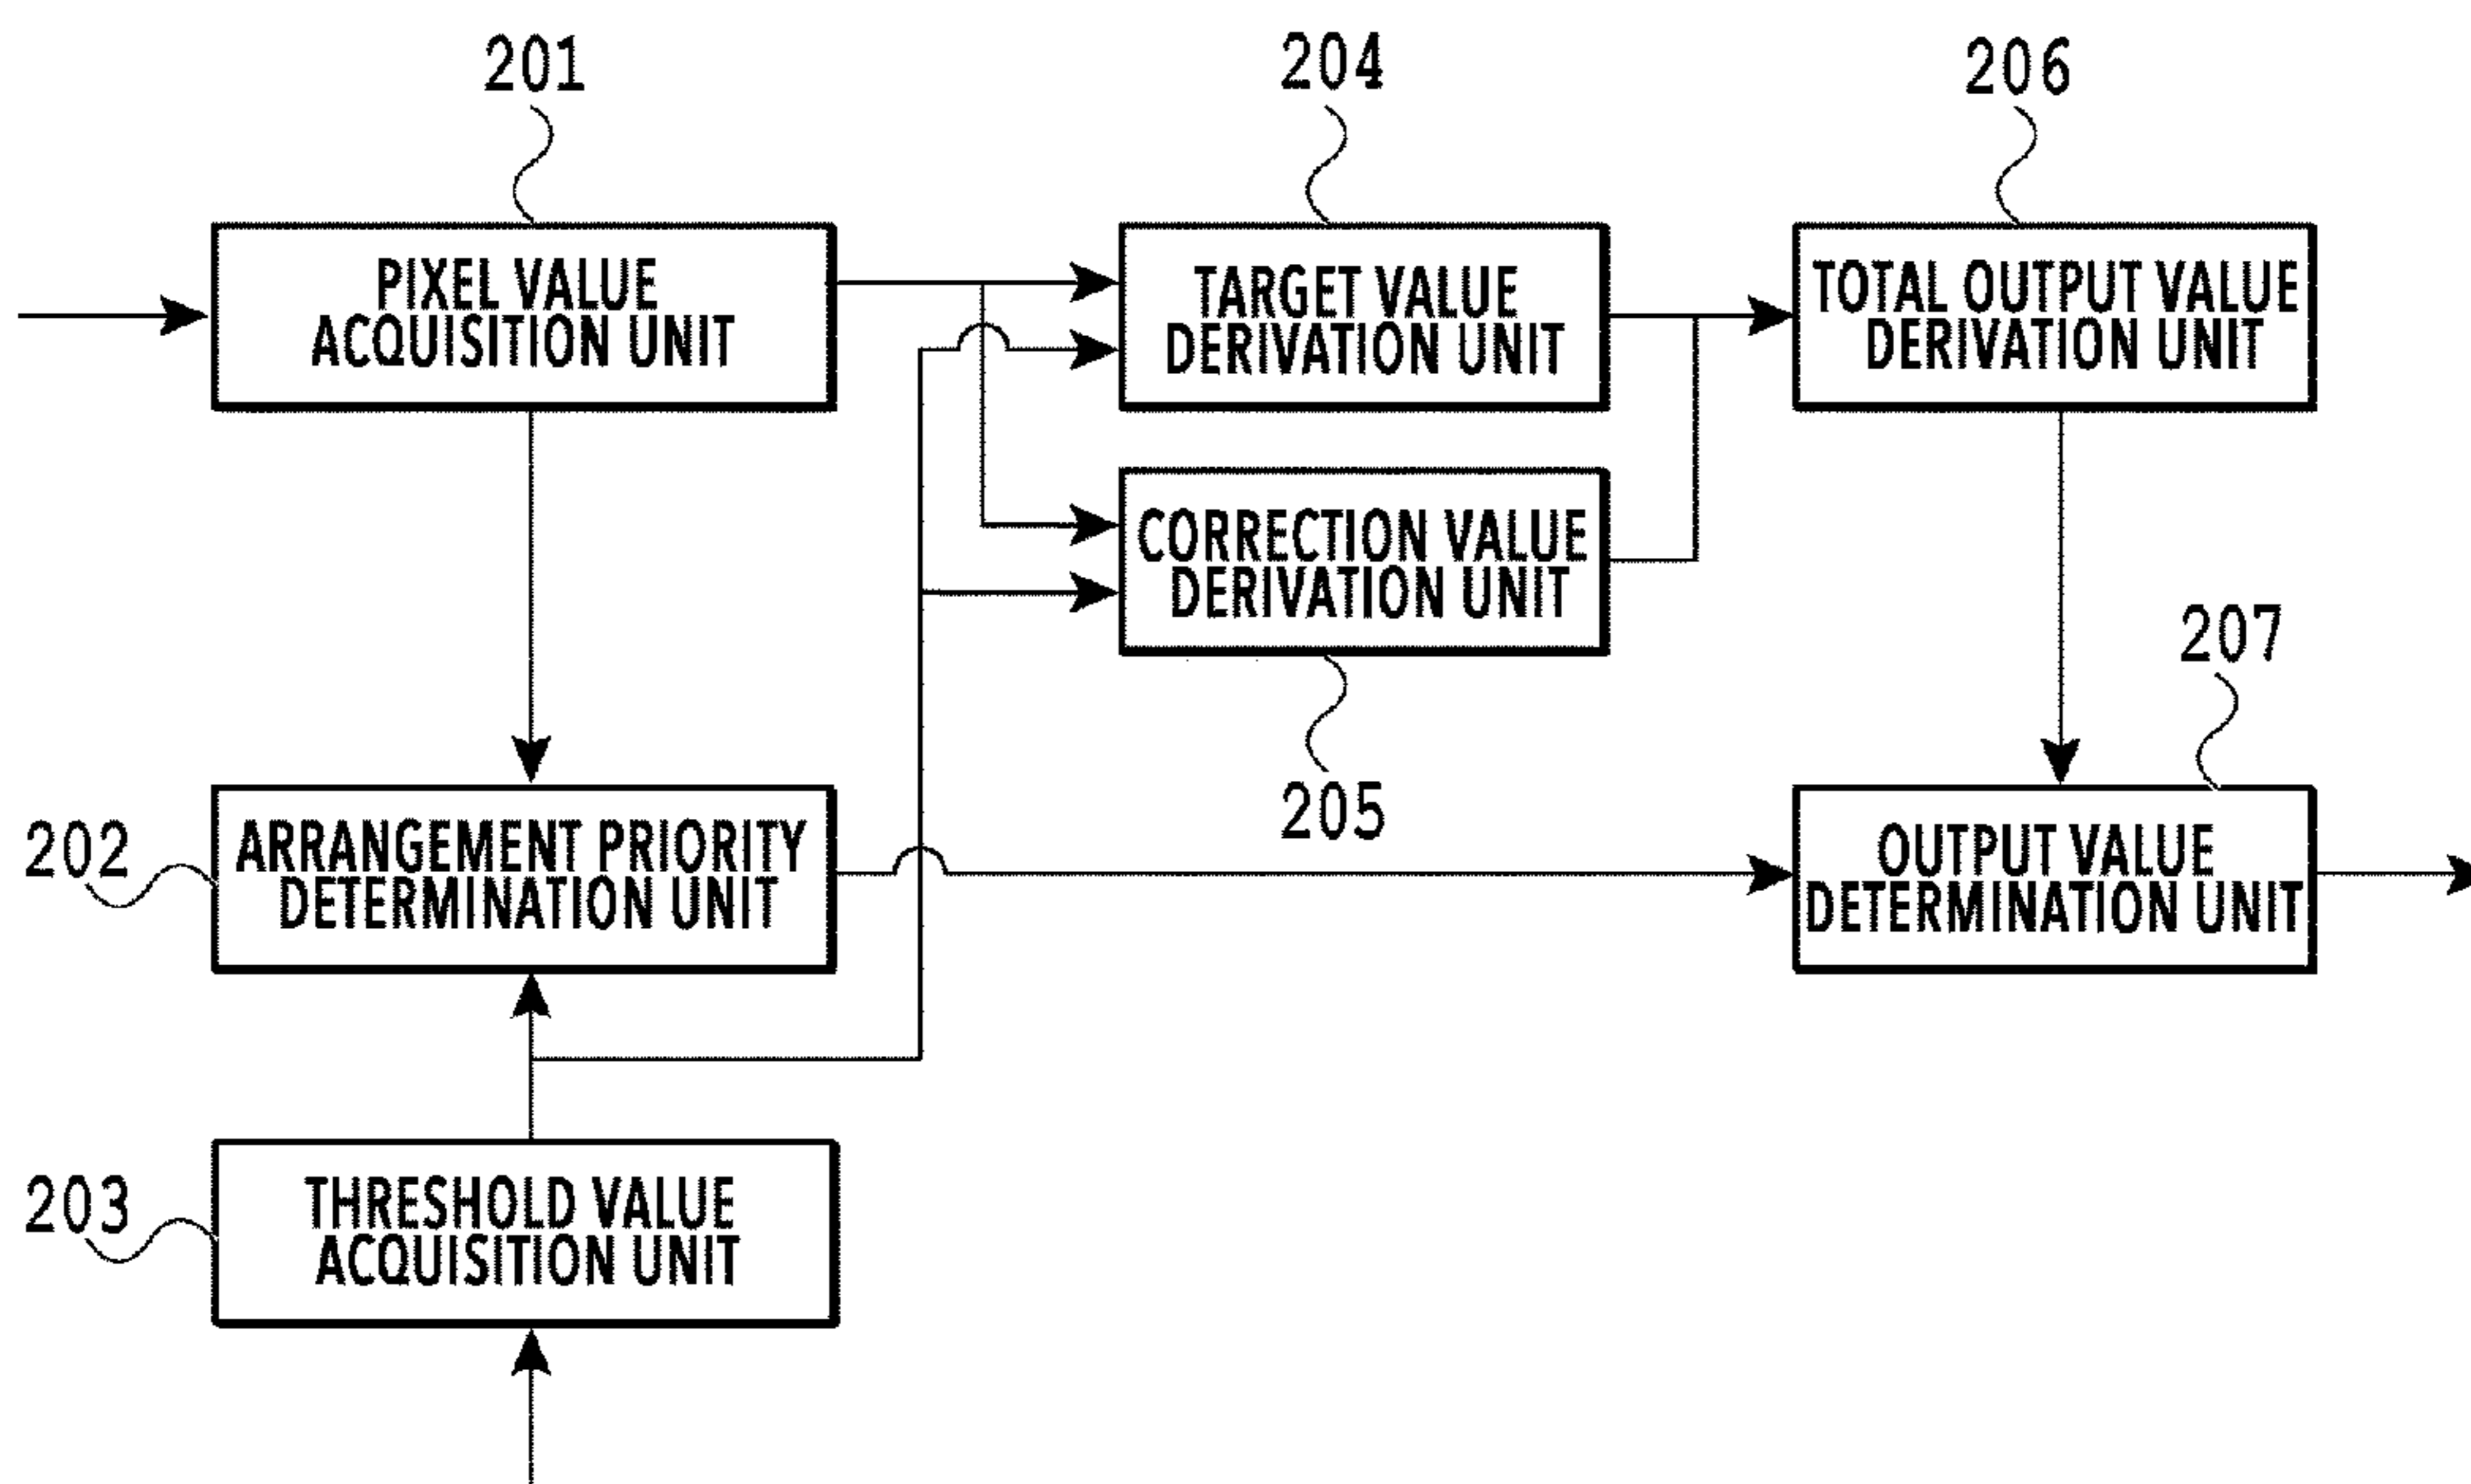 201
PIXEL VALUE
ACQUISITION UNIT
204
TARGET VALUE
DERIVATION UNIT
206
TOTAL OUTPUT VALUE
DERIVATION UNIT
CORRECTION VALUE
DERIVATION UNIT
205
202
ARRANGEMENT PRIORITY
DETERMINATION UNIT
207
OUTPUT VALUE
DETERMINATION UNIT
203
THRESHOLD VALUE
ACQUISITION UNIT